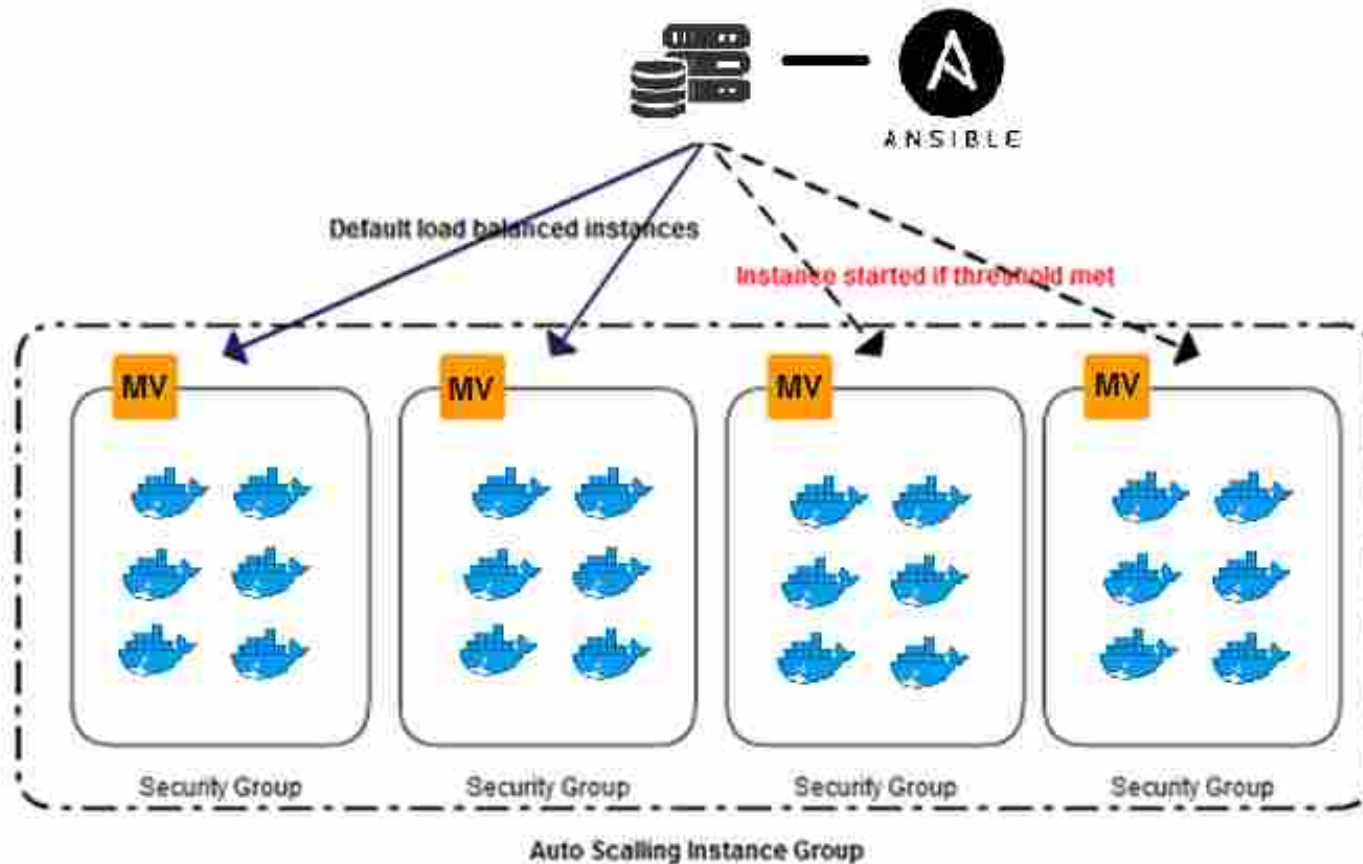 ANSIBLE
Default load balanced instances
Instance started if threshold met
MV MV MV MV
Security Group Security Group Security Group Security Group
Auto Scalling Instance Group